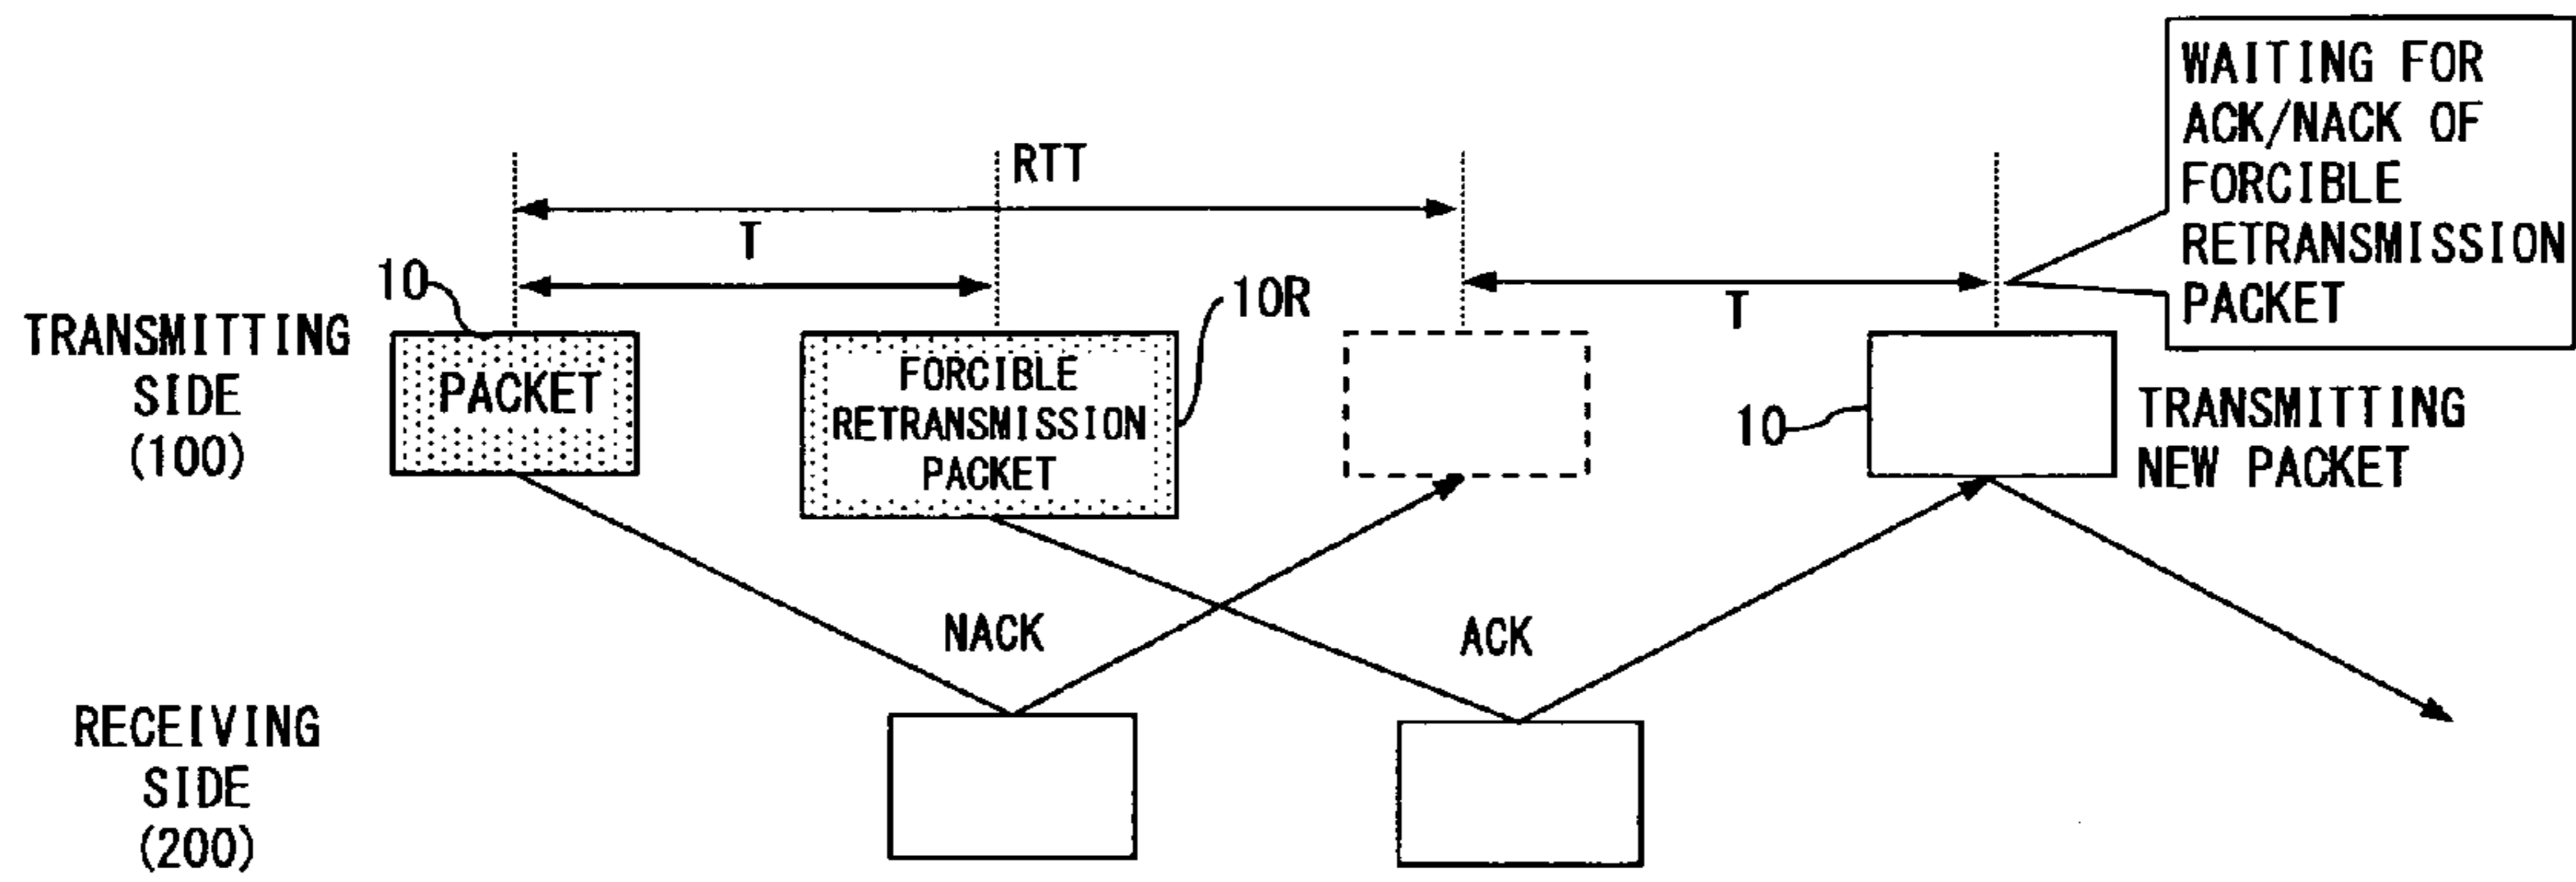 WAITING FOR
ACK/NACK OF
FORCIBLE
RETRANSMISSION
PACKET
RTT
T
T
10
10R
TRANSMITTING
SIDE
(100)
PACKET
FORCIBLE
RETRANSMISSION
PACKET
10
TRANSMITTING
NEW PACKET
NACK
ACK
RECEIVING
SIDE
(200)